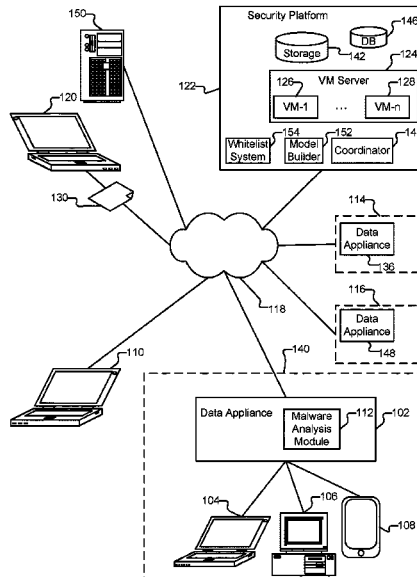 150
Security Platform
146
DB
Storage
142
124
122
VM Server
126
128
VM-1
...
VM-n
120
154
152
Whitelist System
Model Builder
Coordinator
130
114
Data Appliance
136
118
116
Data Appliance
148
110
140
Data Appliance
Malware Analysis Module
112
102
104
106
108